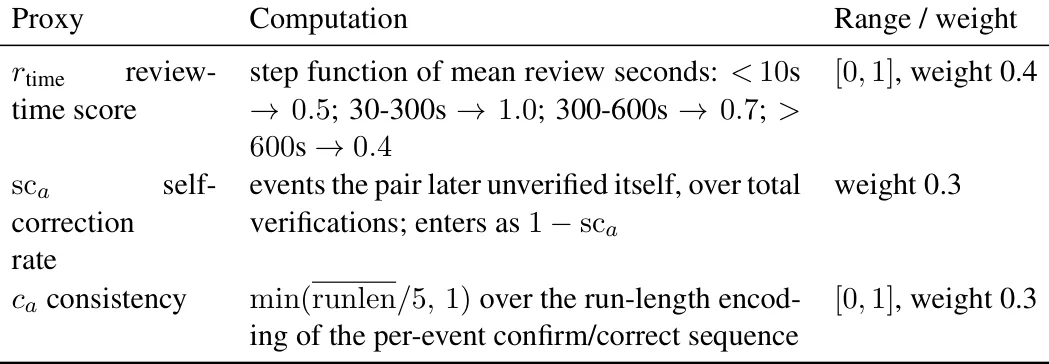 Proxy Computation Range / weight
r_time review- step function of mean review seconds: < 10s [0, 1], weight 0.4
time score → 0.5; 30-300s → 1.0; 300-600s → 0.7; >
600s → 0.4
sc_a self- events the pair later unverified itself, over total weight 0.3
correction verifications; enters as 1 − sc_a
rate
c_a consistency min(\overline{runlen}/5, 1) over the run-length encod- [0, 1], weight 0.3
ing of the per-event confirm/correct sequence